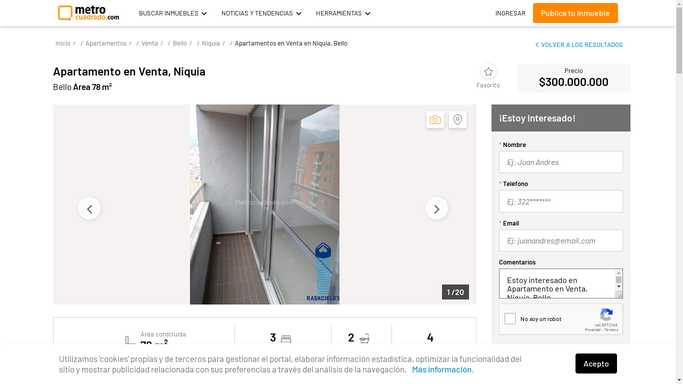 metro
cuadrado.com
BUSCAR INMUEBLES
NOTICIAS Y TENDENCIAS
HERRAMIENTAS
INGRESAR
Publica tu Inmueble
Inicio / / Apartamentos / / Venta / / Bello / / Niquia / / Apartamentos en Venta en Niquia, Bello
VOLVER A LOS RESULTADOS
Apartamento en Venta, Niquia
Bello Área 78 m²
Favorito
Precio
$300.000.000
¡Estoy Interesado!
* Nombre
Ej: Juan Andres
* Teléfono
Ej: 322*******
* Email
Ej: juanandres@email.com
Comentarios
Estoy interesado en
Apartamento en Venta,
Niquia, Bello
No soy un robot
reCAPTCHA
Privacidad - Términos
1 / 20
RASKCIELOS
Área construida
78 m²
3
2
4
Utilizamos 'cookies' propias y de terceros para gestionar el portal, elaborar información estadística, optimizar la funcionalidad del
sitio y mostrar publicidad relacionada con sus preferencias a través del análisis de la navegación. Más información.
Acepto